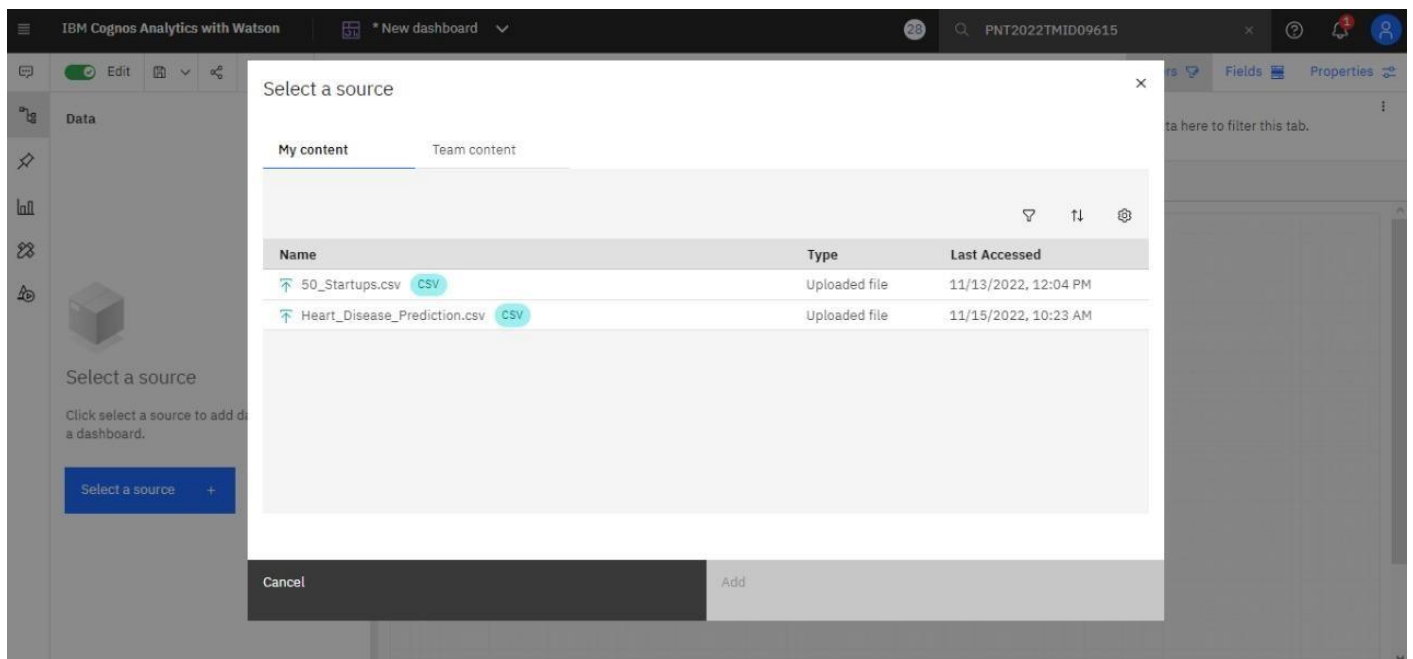 IBM Cognos Analytics with Watson
* New dashboard
28
PNT2022TMID09615
1
Edit
Fields
Properties
Data
ta here to filter this tab.
Select a source
My content
Team content
Name Type Last Accessed
50_Startups.csv CSV Uploaded file 11/13/2022, 12:04 PM
Heart_Disease_Prediction.csv CSV Uploaded file 11/15/2022, 10:23 AM
Select a source
Click select a source to add da
a dashboard.
Select a source +
Cancel
Add